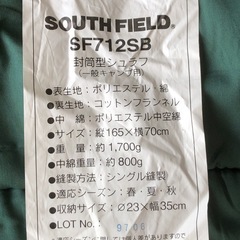 SOUTH FIELD®
SF712SB
封筒型シュラフ
(一般キャンプ用)
●表生地:ポリエステル・綿
●裏生地:コットンフランネル
●中 綿:ポリエステル中空綿
●サイズ:縦165×横70cm
●重 量:約1,700g
●中綿重量:約800g
●縫製方法:シングル縫製
●適応シーズン:春・夏・秋
●収納サイズ:Ø23×幅35cm
●LOT No.: